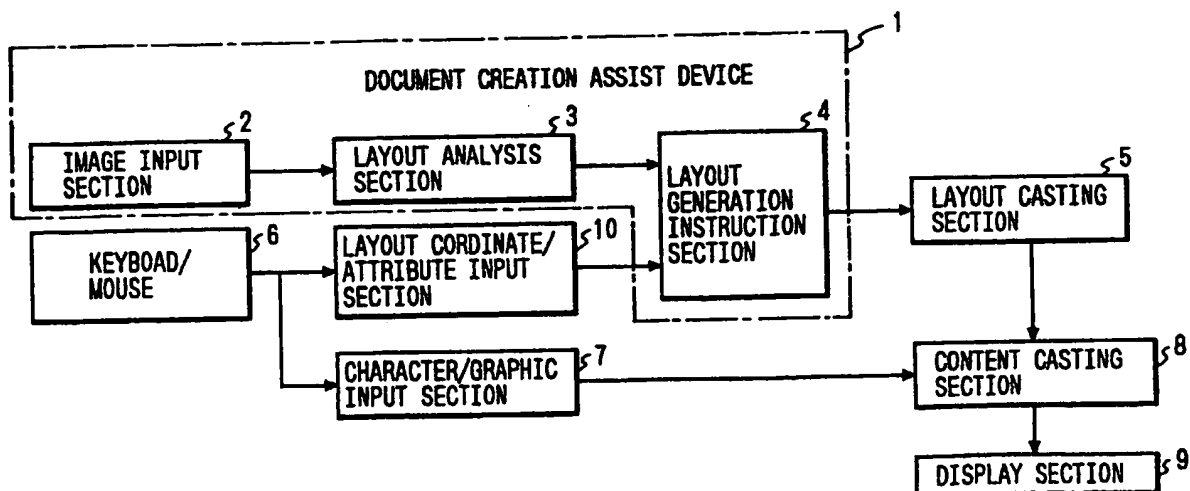 1
DOCUMENT CREATION ASSIST DEVICE
2
IMAGE INPUT
SECTION
3
LAYOUT ANALYSIS
SECTION
4
LAYOUT
GENERATION
INSTRUCTION
SECTION
5
LAYOUT CASTING
SECTION
6
KEYBOAD/
MOUSE
10
LAYOUT CORDINATE/
ATTRIBUTE INPUT
SECTION
7
CHARACTER/GRAPHIC
INPUT SECTION
8
CONTENT CASTING
SECTION
9
DISPLAY SECTION